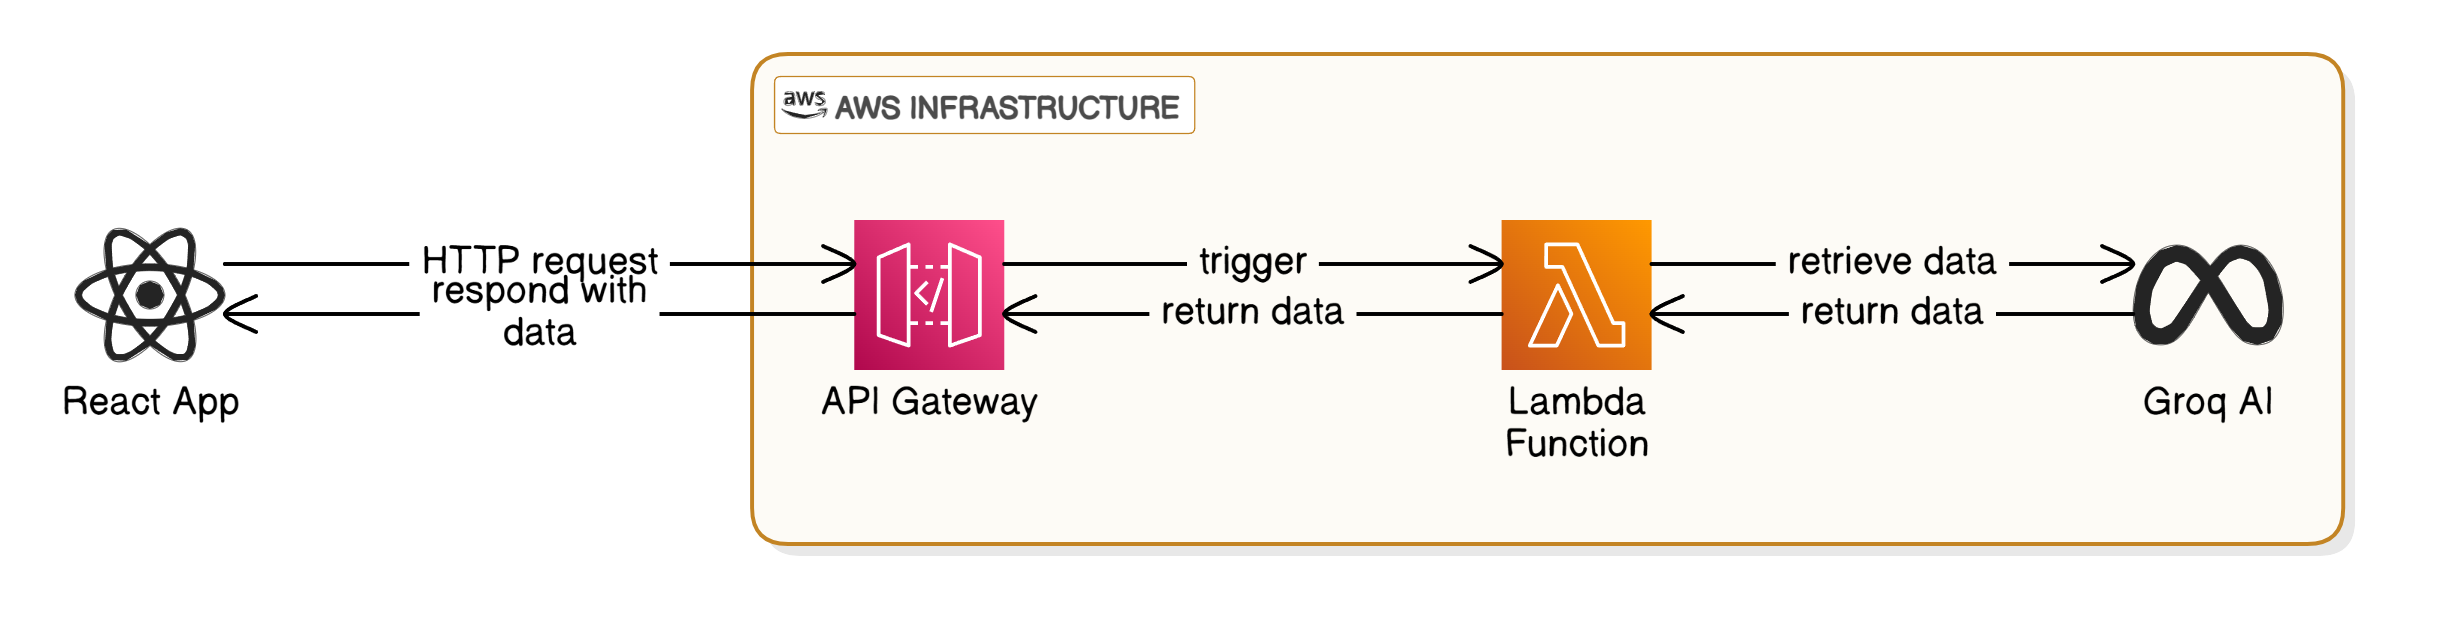 aws AWS INFRASTRUCTURE
HTTP request
respond with
data
trigger
return data
retrieve data
return data
</>
React App
API Gateway
Lambda
Function
Groq AI